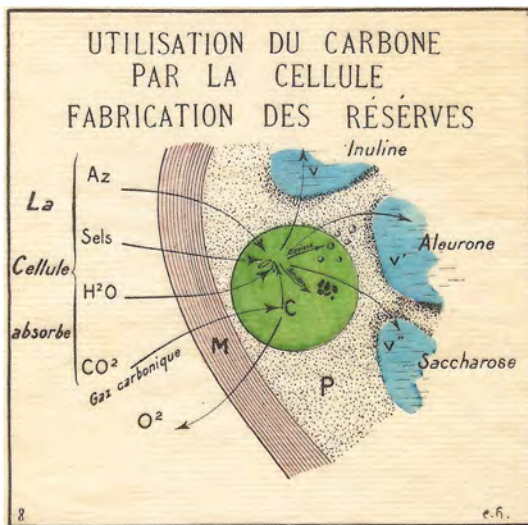 UTILISATION DU CARBONE
PAR LA CELLULE
FABRICATION DES RÉSÉRVES
Inuline
Az
La
Sels
Cellule
H²O
absorbe
CO²
Gaz carbonique
O²
M
P
C
V
V'
V"
Aleurone
Saccharose
8
e.h.